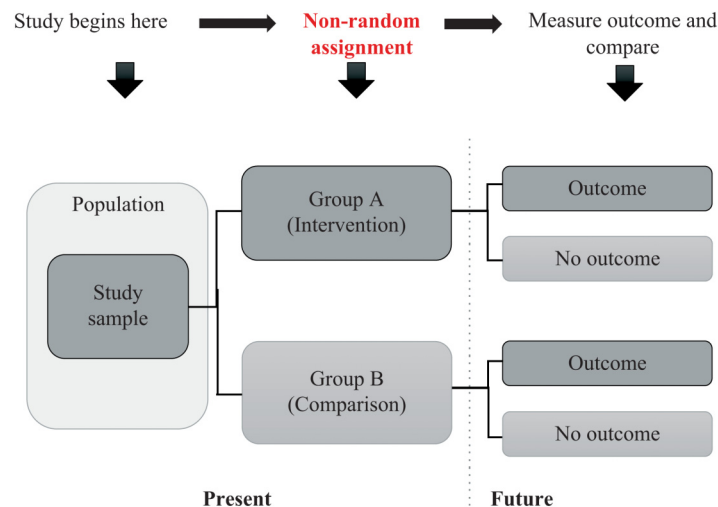 Study begins here
Non-random
assignment
Measure outcome and
compare
Population
Study
sample
Group A
(Intervention)
Group B
(Comparison)
Outcome
No outcome
Outcome
No outcome
Present
Future